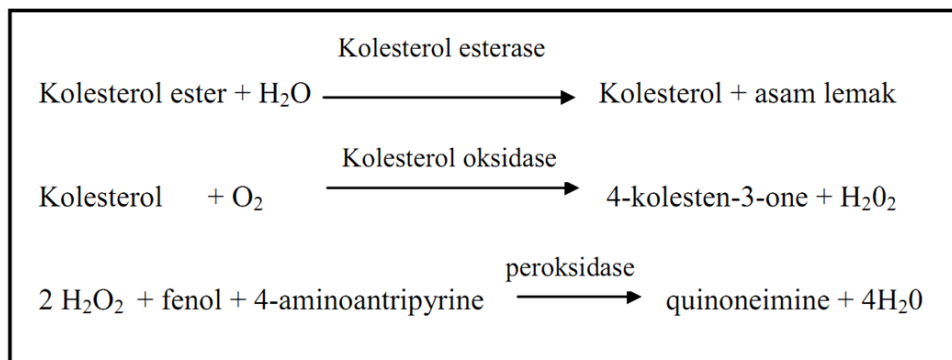 Kolesterol esterase
Kolesterol ester + H₂O → Kolesterol + asam lemak
Kolesterol oksidase
Kolesterol + O₂ → 4-kolesten-3-one + H₂0₂
peroksidase
2 H₂O₂ + fenol + 4-aminoantripyrine → quinoneimine + 4H₂0